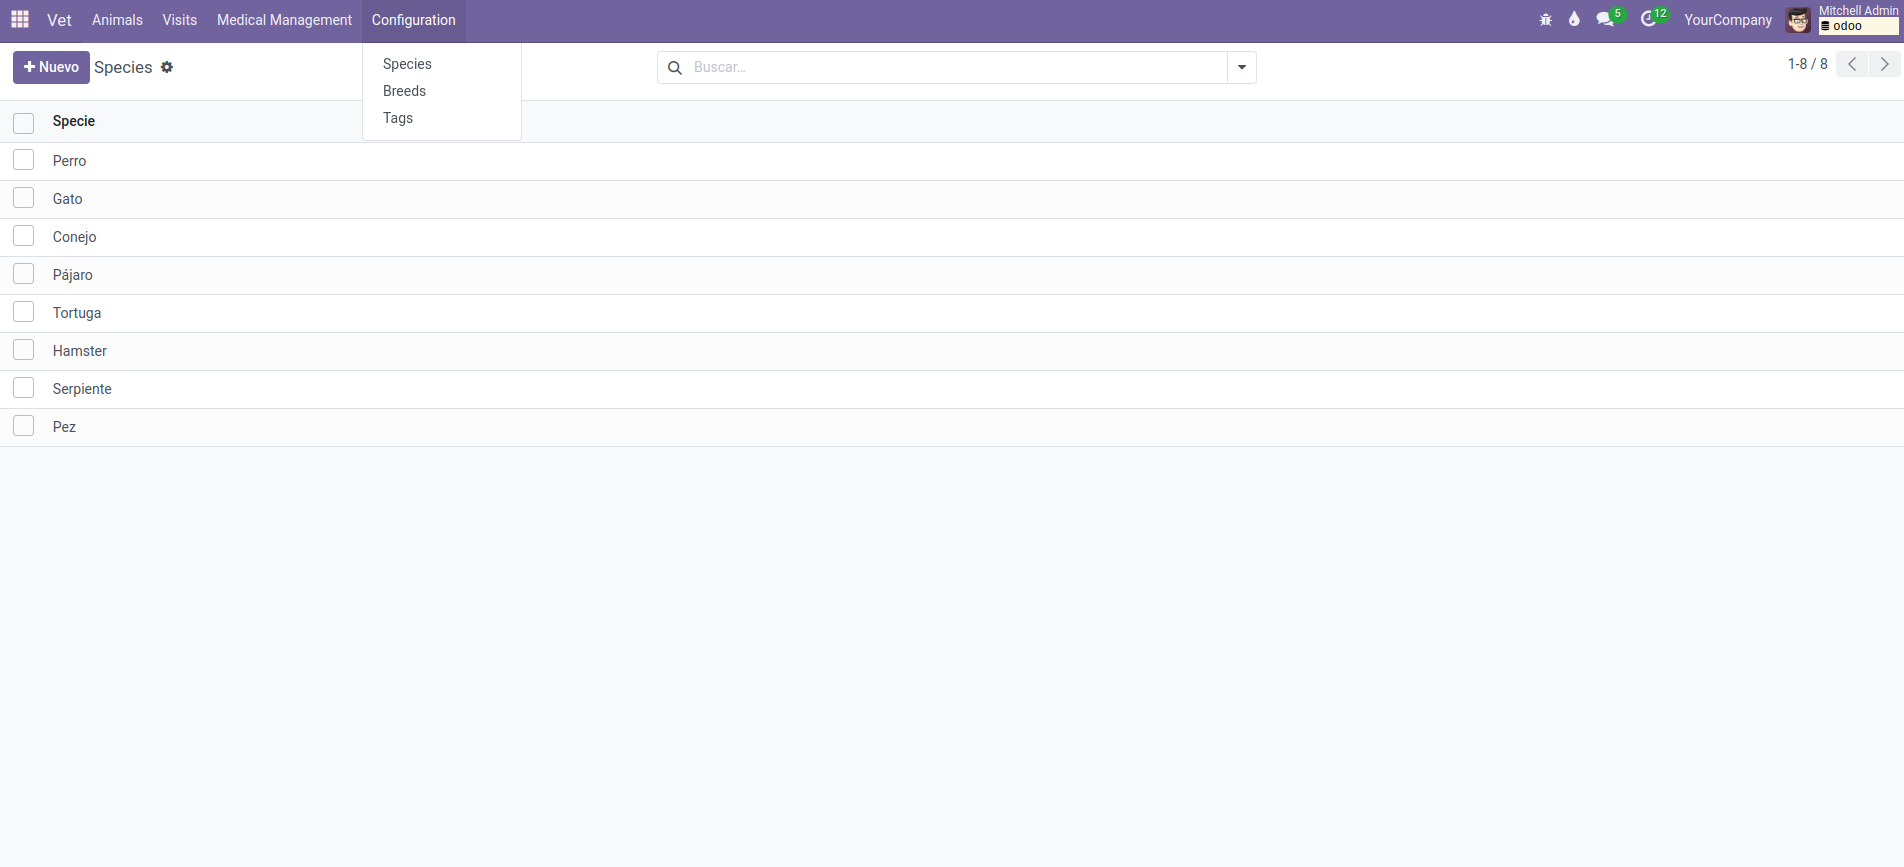 Vet Animals Visits Medical Management Configuration 5 12 YourCompany Mitchell Admin
odoo
Nuevo Species Buscar... 1-8 / 8
Species
Breeds
Tags
Specie
Perro
Gato
Conejo
Pájaro
Tortuga
Hamster
Serpiente
Pez